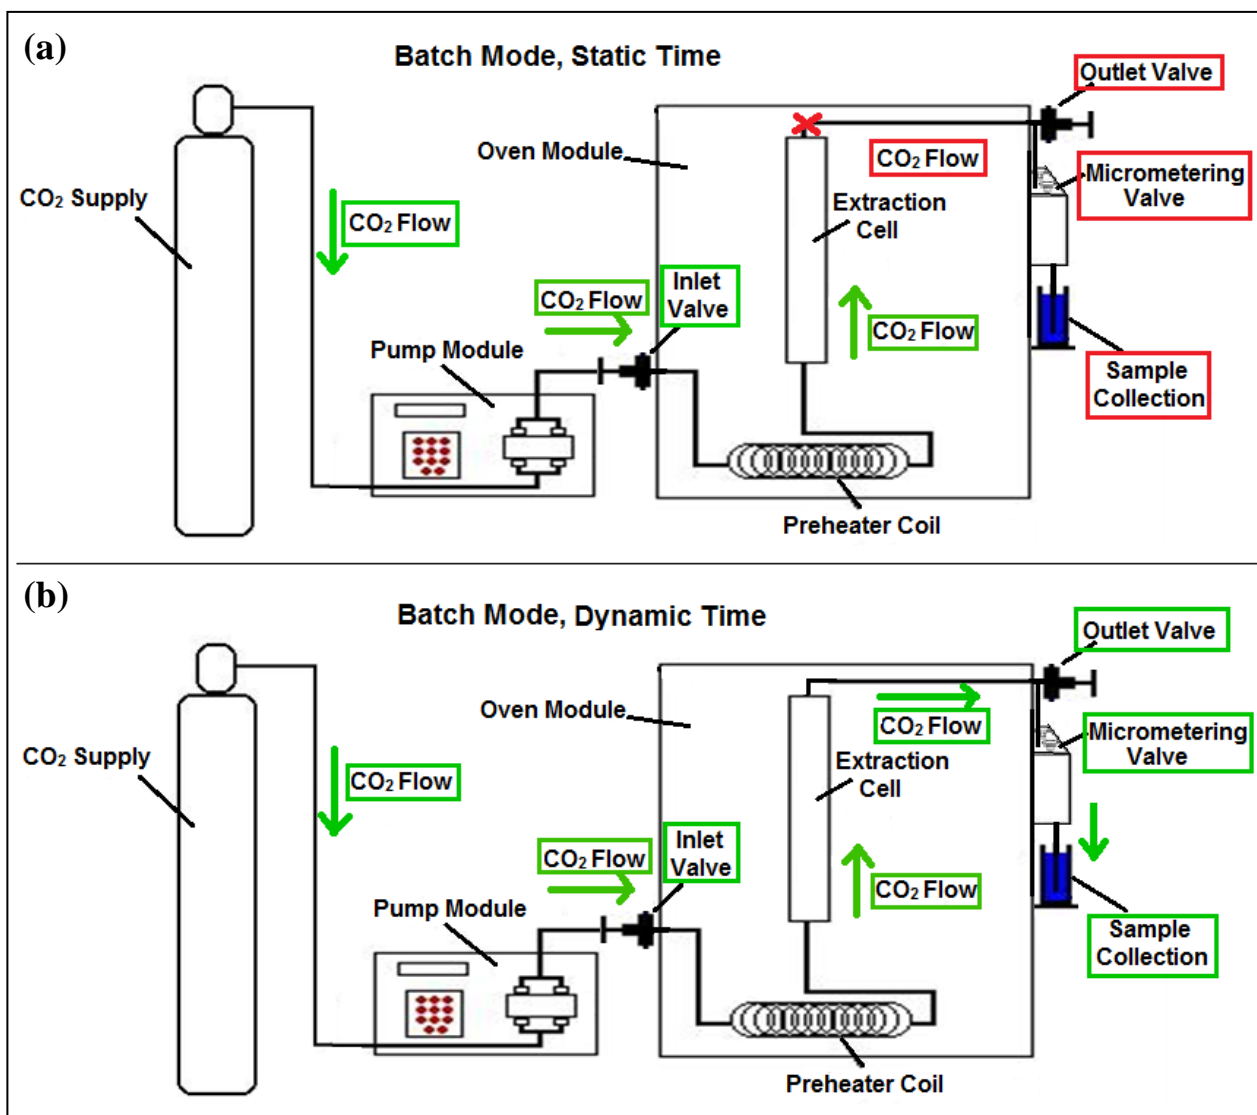 (a)
Batch Mode, Static Time
Outlet Valve
Oven Module
CO₂ Flow
Micrometering
Valve
CO₂ Supply
CO₂ Flow
Extraction
Cell
CO₂ Flow
Inlet
Valve
CO₂ Flow
Pump Module
Sample
Collection
Preheater Coil
(b)
Batch Mode, Dynamic Time
Outlet Valve
Oven Module
CO₂ Flow
Micrometering
Valve
CO₂ Supply
CO₂ Flow
Extraction
Cell
CO₂ Flow
Inlet
Valve
CO₂ Flow
Pump Module
Sample
Collection
Preheater Coil